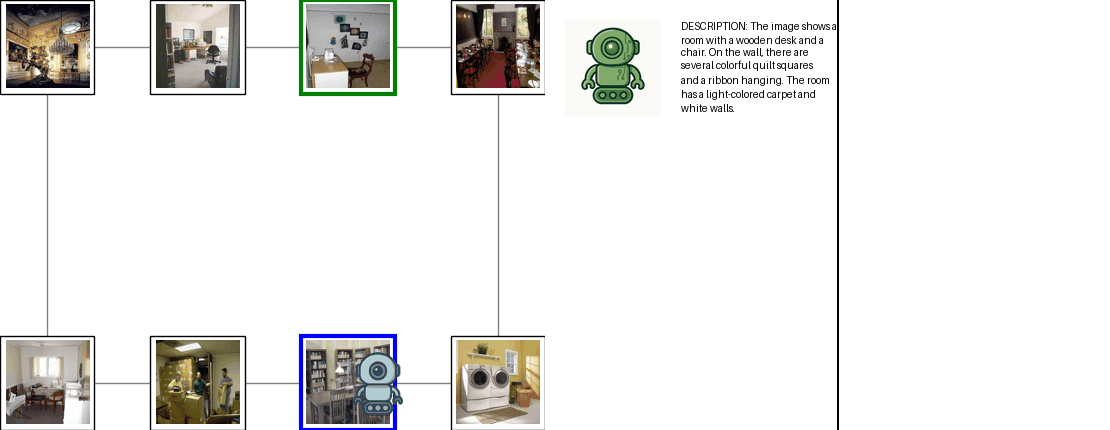 DESCRIPTION: The image shows a
room with a wooden desk and a
chair. On the wall, there are
several colorful quilt squares
and a ribbon hanging. The room
has a light-colored carpet and
white walls.